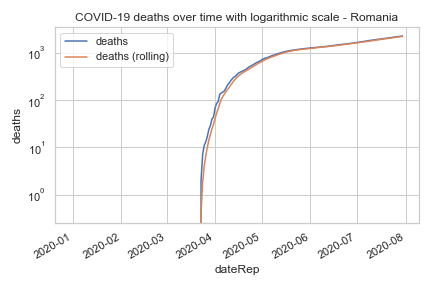 COVID-19 deaths over time with logarithmic scale - Romania
deaths
deaths (rolling)
10³
10²
10¹
10⁰
deaths
2020-01
2020-02
2020-03
2020-04
2020-05
2020-06
2020-07
2020-08
dateRep